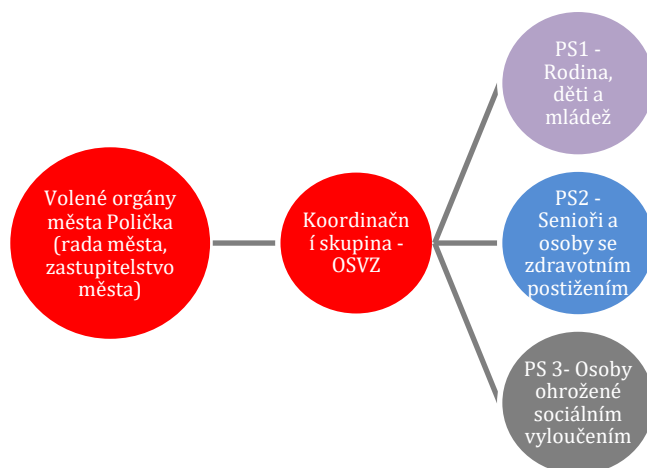 Volené orgány
města Polička
(rada města,
zastupitelstvo
města)
Koordinačn
í skupina -
OSVZ
PS1 -
Rodina,
děti a
mládež
PS2 -
Senioři a
osoby se
zdravotním
postižením
PS 3- Osoby
ohrožené
sociálním
vyloučením